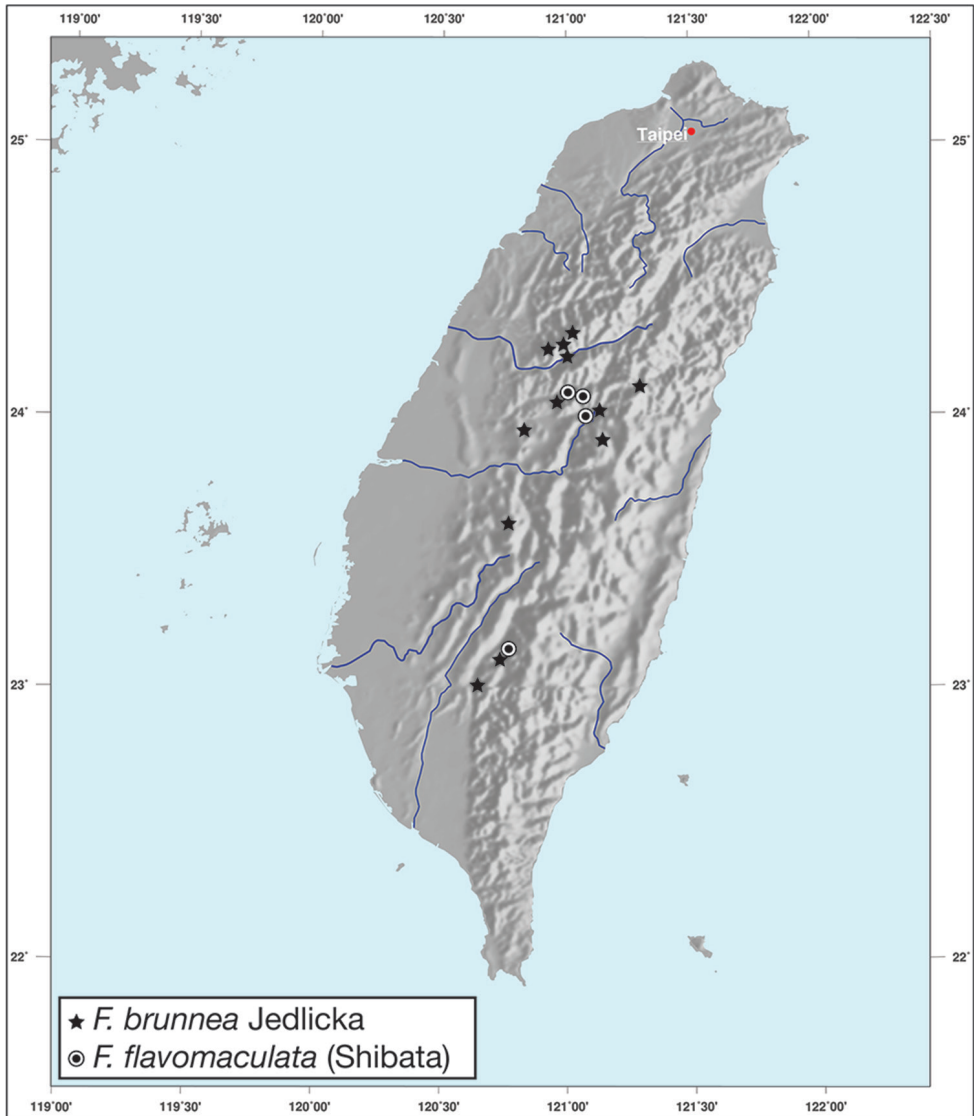 119°00' 119°30' 120°00' 120°30' 121°00' 121°30' 122°00' 122°30'
25° 25°
Taipei
24° 24°
23° 23°
22° 22°
F. brunnea Jedlicka
F. flavomaculata (Shibata)
119°00' 119°30' 120°00' 120°30' 121°00' 121°30' 122°00'